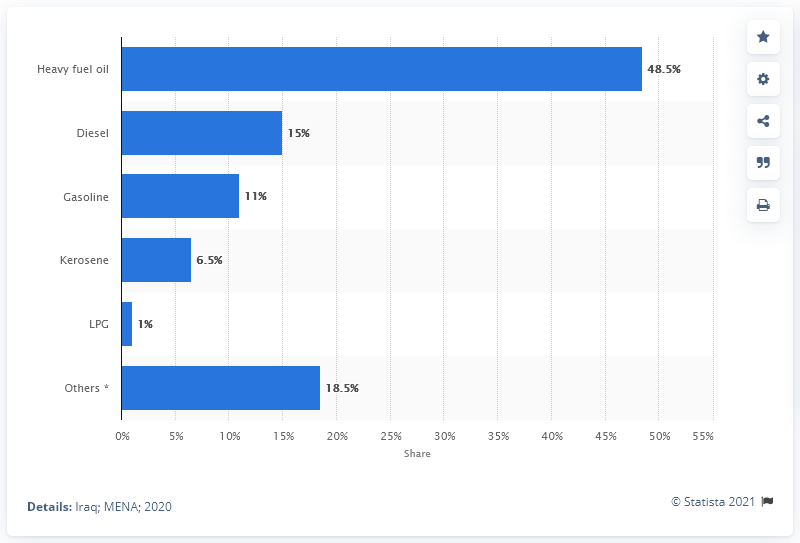 Heavy fuel oil 48.5%
Diesel 15%
Gasoline 11%
Kerosene 6.5%
LPG 1%
Others * 18.5%
0% 5% 10% 15% 20% 25% 30% 35% 40% 45% 50% 55%
Share
Details: Iraq; MENA; 2020
© Statista 2021